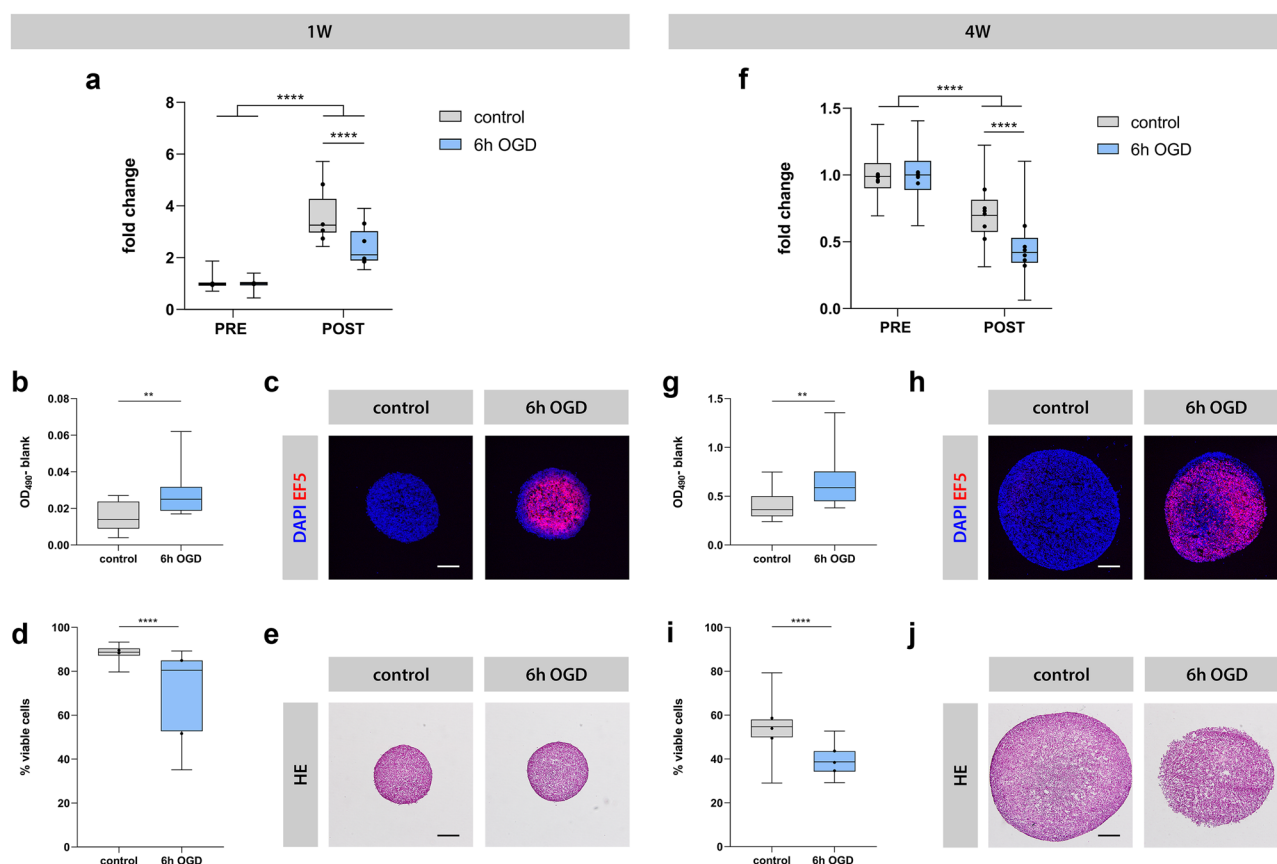 1W
4W
a
fold change
8
6
4
2
0
****
****
PRE
POST
control
6h OGD
f
fold change
1.5
1.0
0.5
0.0
****
****
PRE
POST
control
6h OGD
b
OD490- blank
0.08
0.06
0.04
0.02
0.00
**
control
6h OGD
c
control
6h OGD
DAPI EF5
g
OD490- blank
1.5
1.0
0.5
0.0
**
control
6h OGD
h
control
6h OGD
DAPI EF5
d
% viable cells
100
80
60
40
20
0
****
control
6h OGD
e
control
6h OGD
HE
i
% viable cells
100
80
60
40
20
0
****
control
6h OGD
j
control
6h OGD
HE